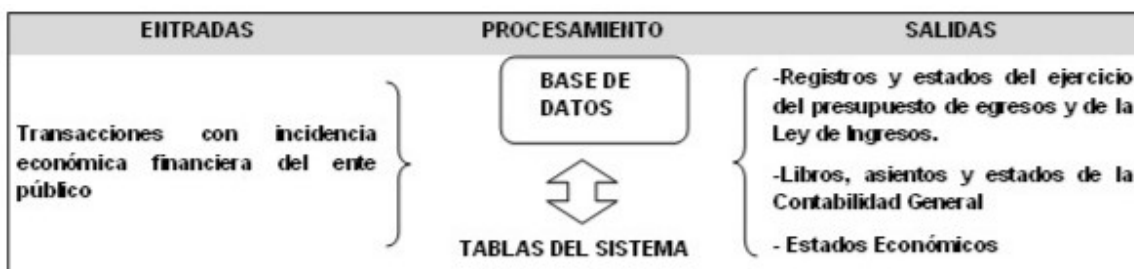 ENTRADAS PROCESAMIENTO SALIDAS
Transacciones con incidencia
económica financiera del ente
público
BASE DE
DATOS
TABLAS DEL SISTEMA
-Registros y estados del ejercicio
del presupuesto de egresos y de la
Ley de Ingresos.
-Libros, asientos y estados de la
Contabilidad General
- Estados Económicos